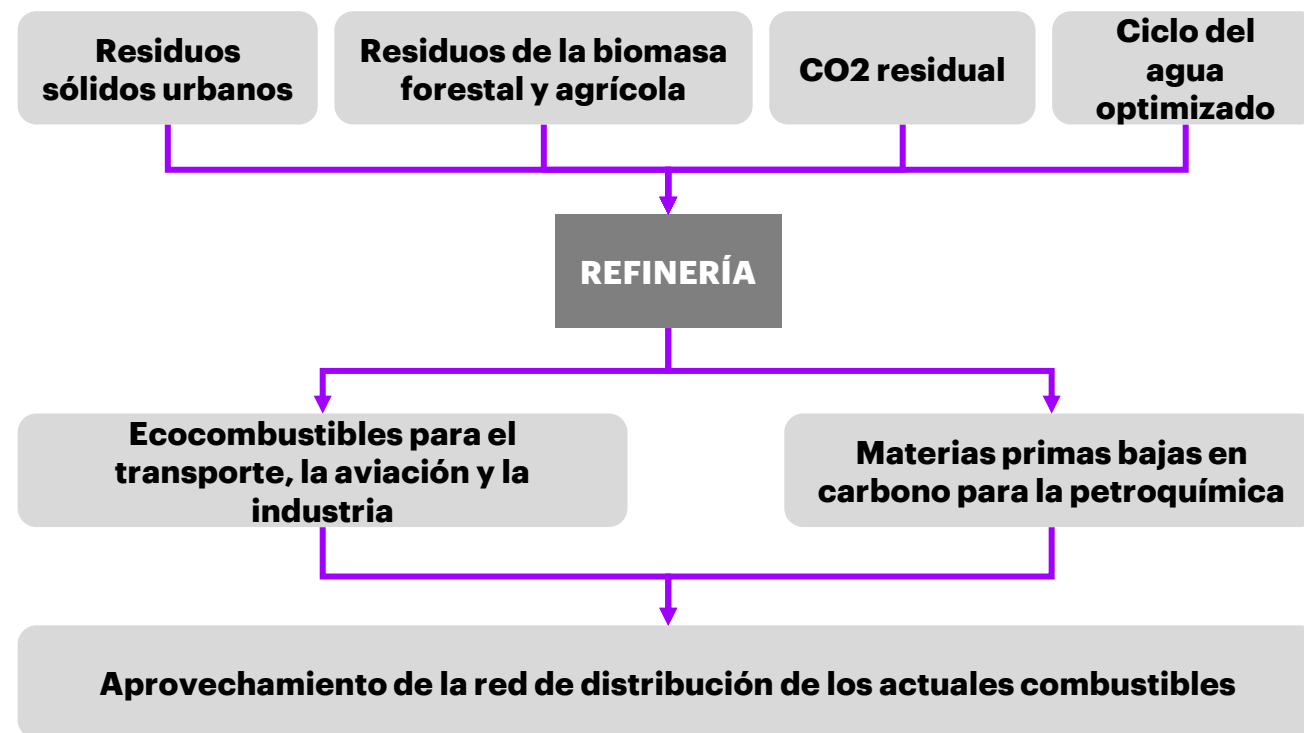 Residuos
sólidos urbanos
Residuos de la biomasa
forestal y agrícola
CO2 residual
Ciclo del
agua
optimizado
REFINERÍA
Ecocombustibles para el
transporte, la aviación y la
industria
Materias primas bajas en
carbono para la petroquímica
Aprovechamiento de la red de distribución de los actuales combustibles